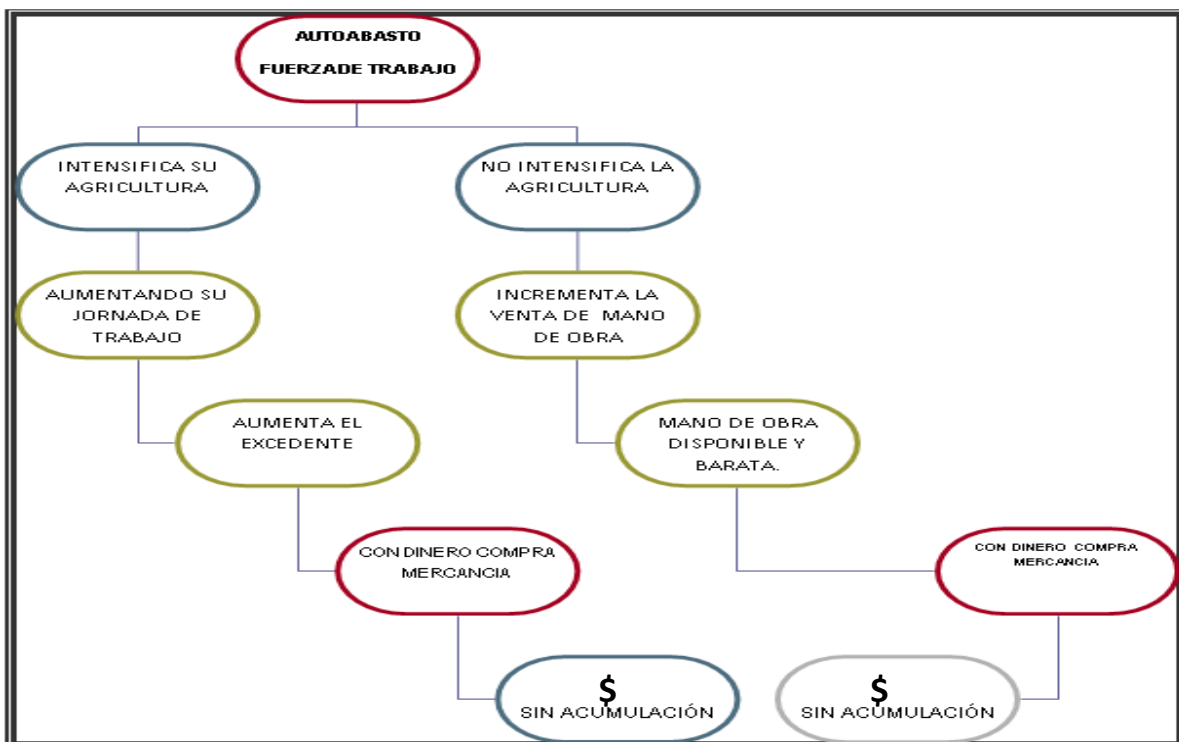 AUTOABASTO
FUERZADE TRABAJO
INTENSIFICA SU
AGRICULTURA
NO INTENSIFICA LA
AGRICULTURA
AUMENTANDO SU
JORNADA DE
TRABAJO
INCREMENTA LA
VENTA DE MANO
DE OBRA
AUMENTA EL
EXCEDENTE
MANO DE OBRA
DISPONIBLE Y
BARATA.
CON DINERO COMPRA
MERCANCIA
CON DINERO COMPRA
MERCANCIA
$
SIN ACUMULACIÓN
$
SIN ACUMULACIÓN